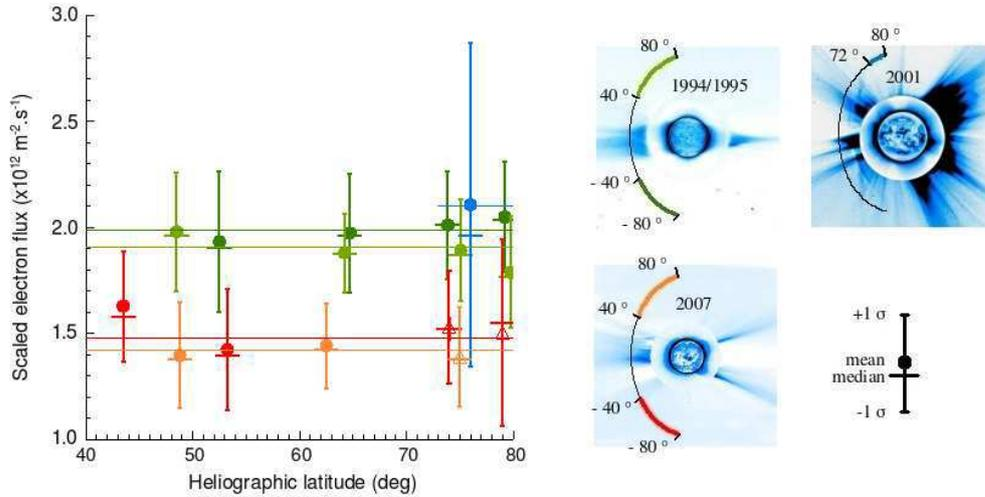 3.0
2.5
2.0
1.5
1.0
Scaled electron flux (x10¹² m⁻².s⁻¹)
40 50 60 70 80
Heliographic latitude (deg)
80 °
40 °
1994/1995
- 40 °
- 80 °
80 °
72 °
2001
80 °
40 °
2007
- 40 °
- 80 °
+1 σ
mean
median
-1 σ